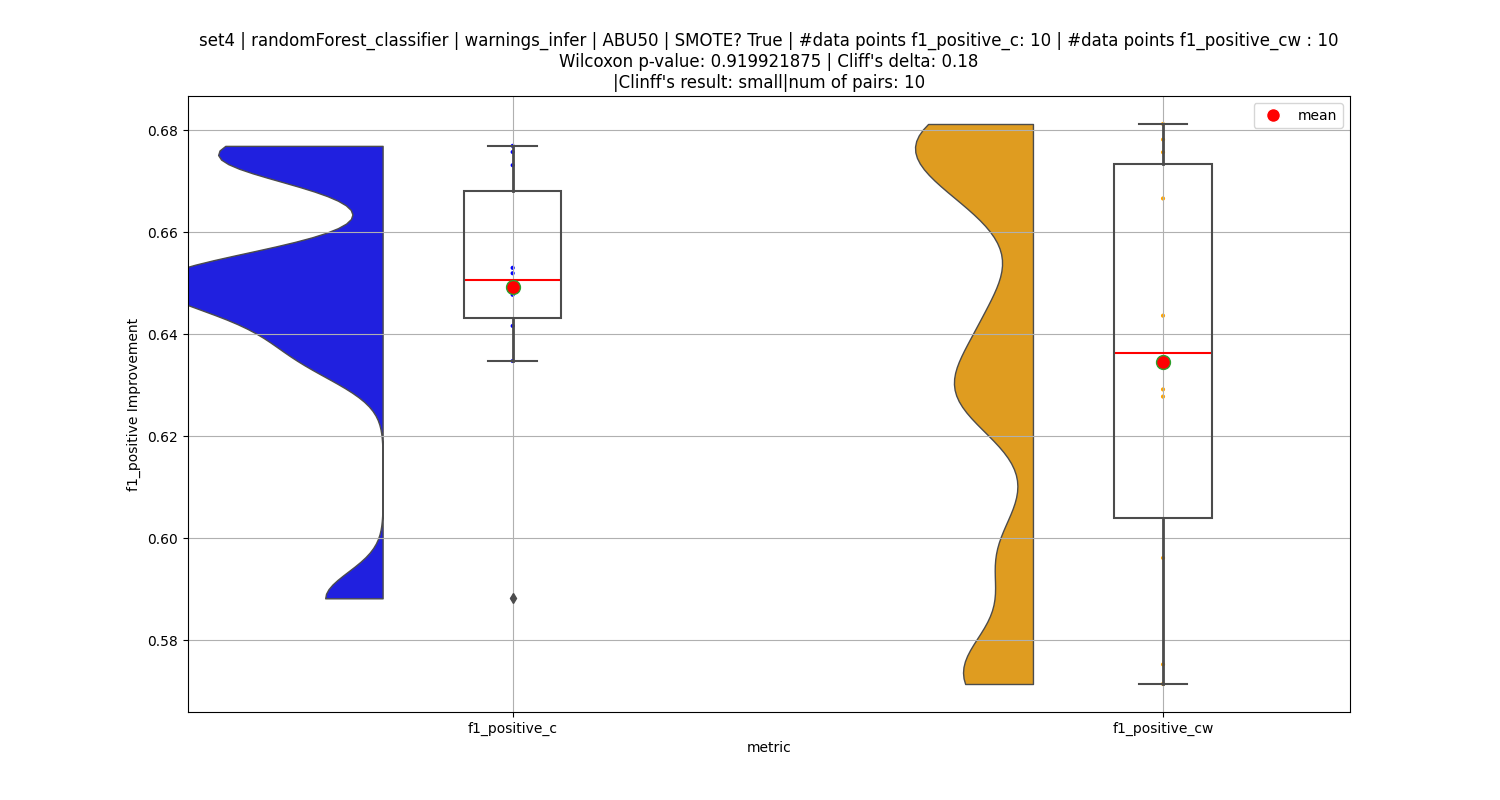 set4 | randomForest_classifier | warnings_infer | ABU50 | SMOTE? True | #data points f1_positive_c: 10 | #data points f1_positive_cw : 10
Wilcoxon p-value: 0.919921875 | Cliff's delta: 0.18
|Clinff's result: small|num of pairs: 10
mean
0.68
0.66
0.64
0.62
0.60
0.58
f1_positive Improvement
f1_positive_c
f1_positive_cw
metric